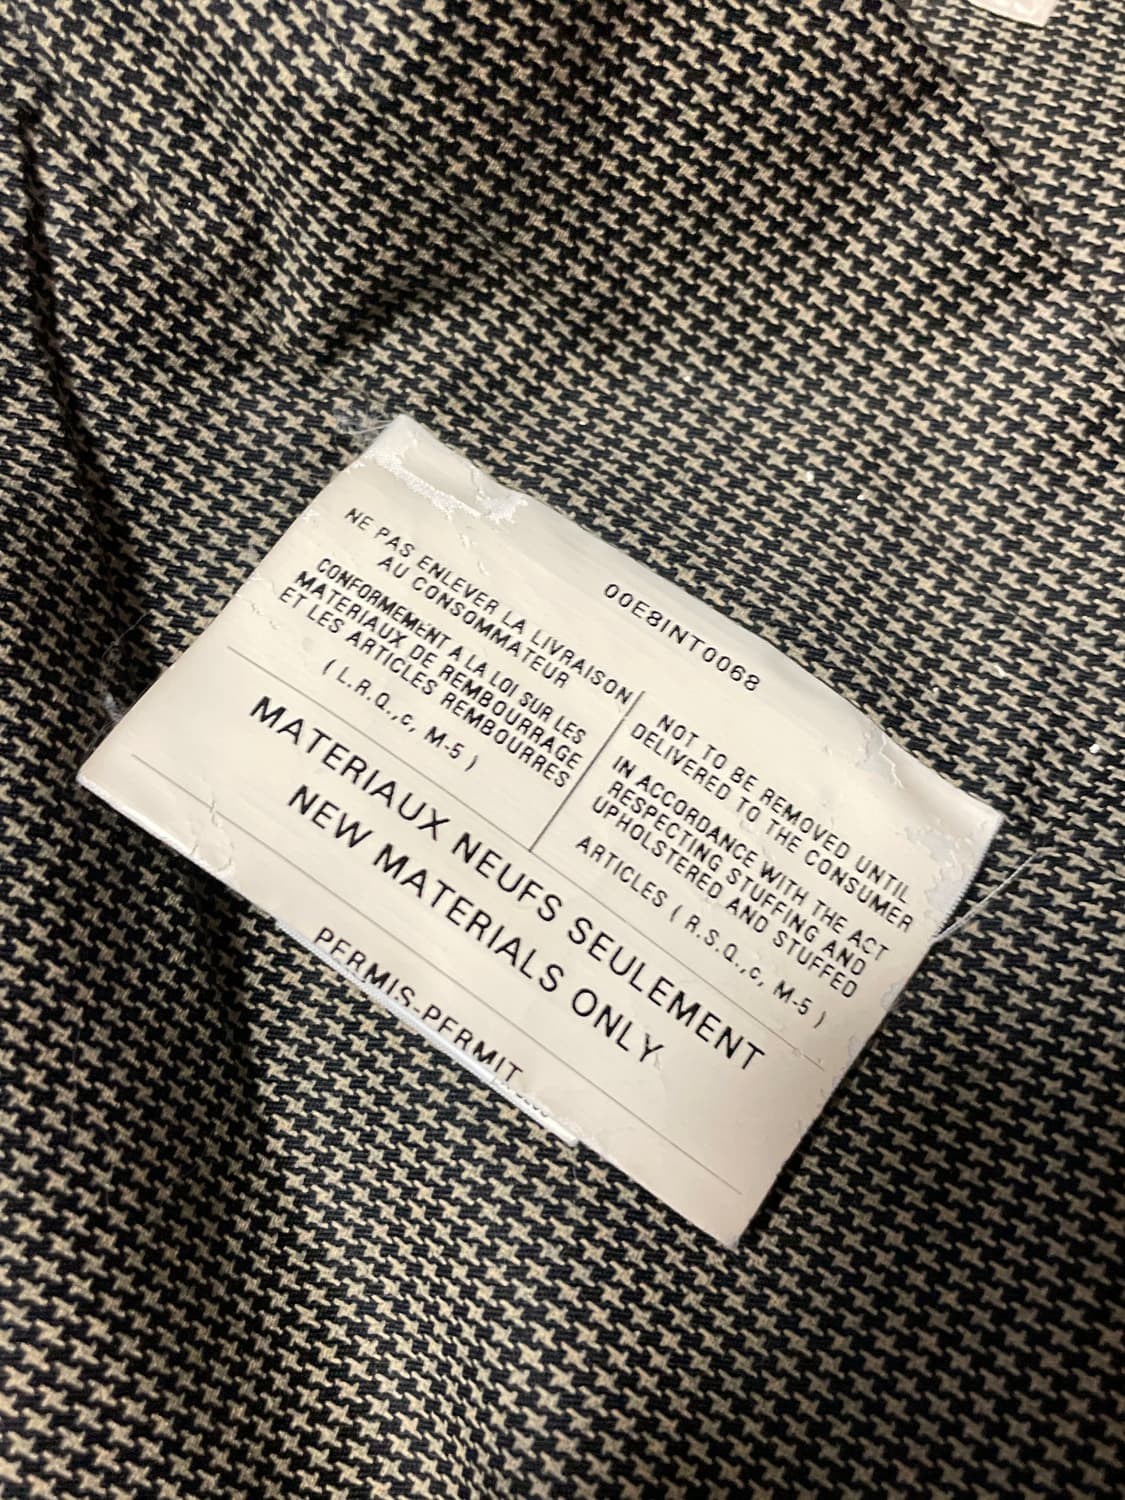 00E8INT0068
NE PAS ENLEVER LA LIVRAISON
AU CONSOMMATEUR
CONFORMEMENT A LA LOI SUR LES
MATERIAUX DE REMBOURRAGE
ET LES ARTICLES REMBOURRES
( L.R.Q.,c, M-5 )
NOT TO BE REMOVED UNTIL
DELIVERED TO THE CONSUMER
IN ACCORDANCE WITH THE ACT
RESPECTING STUFFING AND
UPHOLSTERED AND STUFFED
ARTICLES ( R.S.Q.,c, M-5 )
MATERIAUX NEUFS SEULEMENT
NEW MATERIALS ONLY
PERMIS-PERMIT